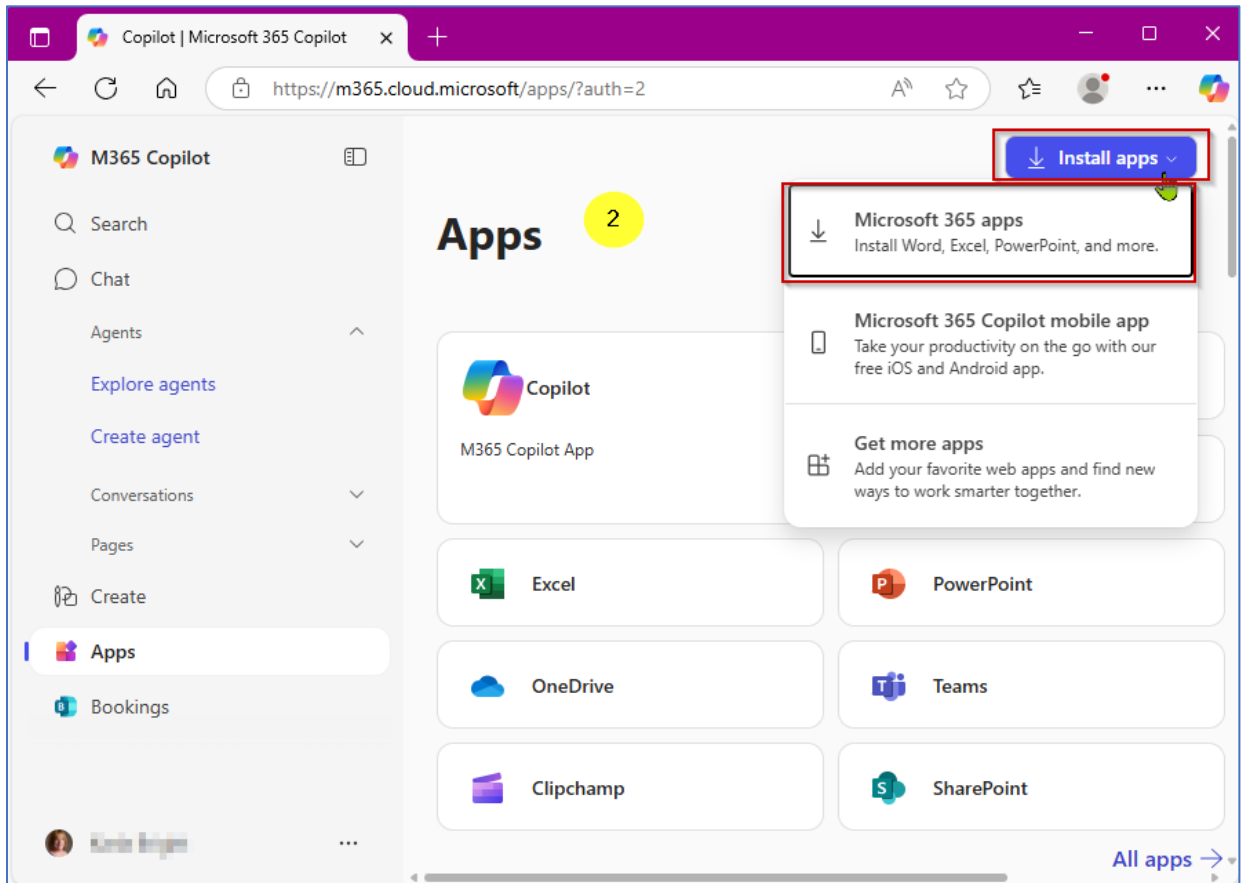 Copilot | Microsoft 365 Copilot
https://m365.cloud.microsoft/apps/?auth=2
M365 Copilot
Search
Chat
Agents
Explore agents
Create agent
Conversations
Pages
Create
Apps
Bookings
Install apps
Apps
2
Microsoft 365 apps
Install Word, Excel, PowerPoint, and more.
Microsoft 365 Copilot mobile app
Take your productivity on the go with our
free iOS and Android app.
Get more apps
Add your favorite web apps and find new
ways to work smarter together.
Copilot
M365 Copilot App
Excel
PowerPoint
OneDrive
Teams
Clipchamp
SharePoint
All apps